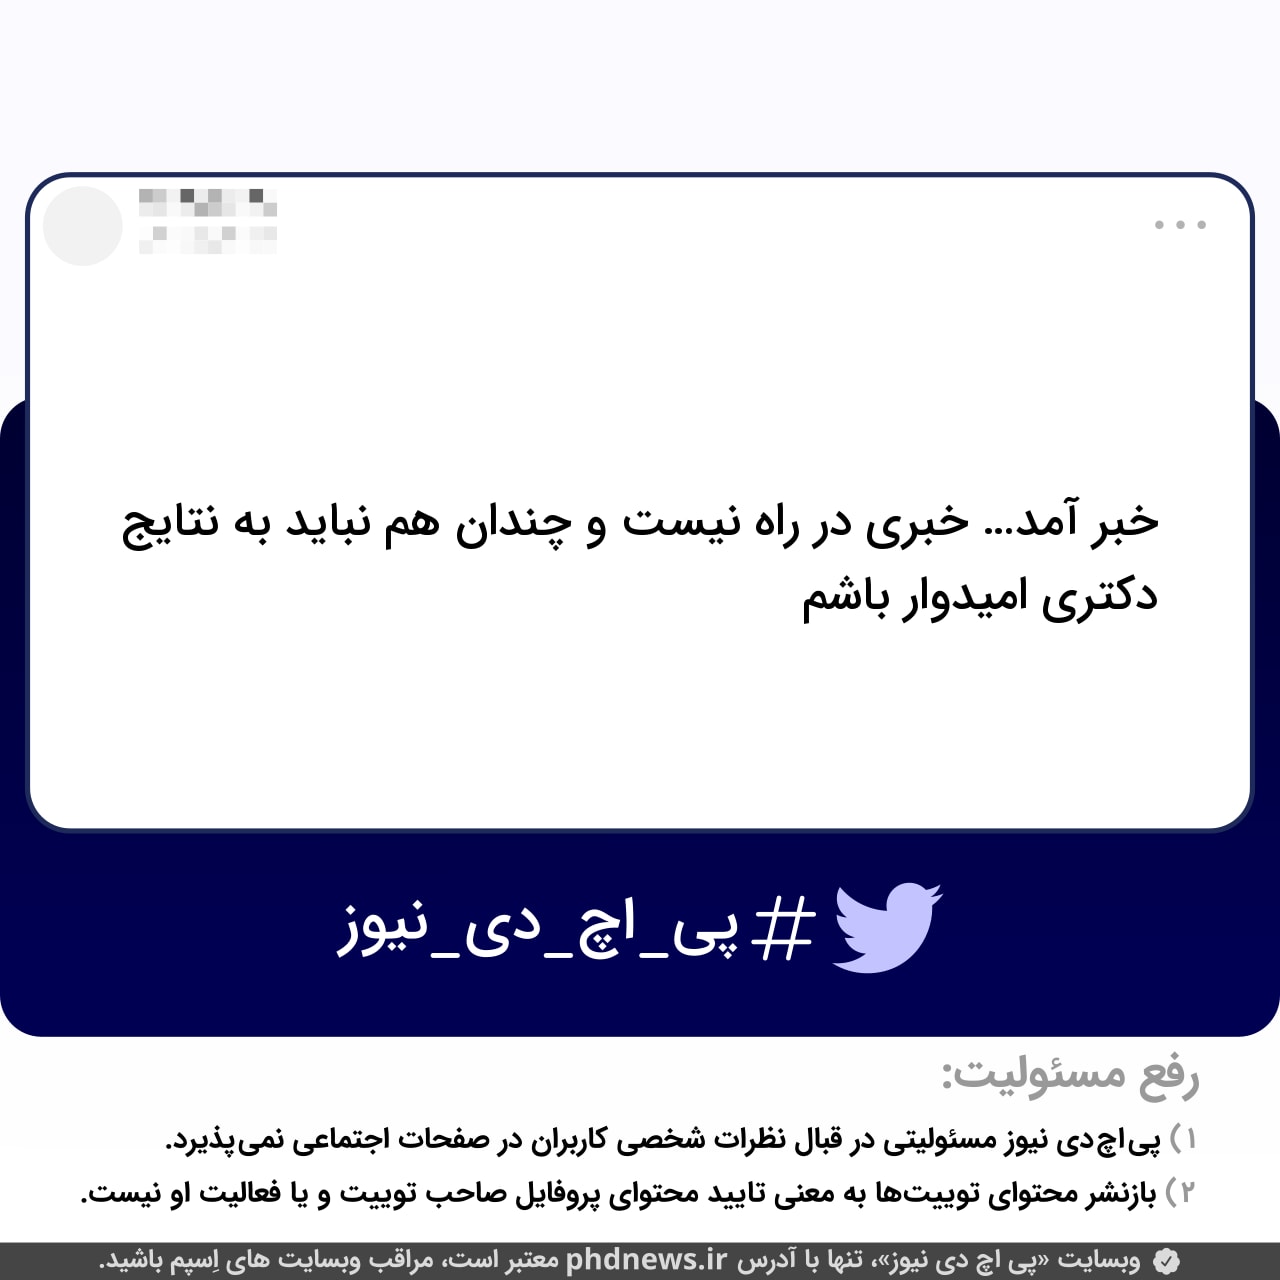 خبر آمد... خبری در راه نیست و چندان هم نباید به نتایج
دکتری امیدوار باشم
#پی_اچ_دی_نیوز
رفع مسئولیت:
۱) پی‌اچ‌دی نیوز مسئولیتی در قبال نظرات شخصی کاربران در صفحات اجتماعی نمی‌پذیرد.
۲) بازنشر محتوای توییت‌ها به معنی تایید محتوای پروفایل صاحب توییت و یا فعالیت او نیست.
وبسایت «پی اچ دی نیوز»، تنها با آدرس phdnews.ir معتبر است، مراقب وبسایت های اِسپم باشید.